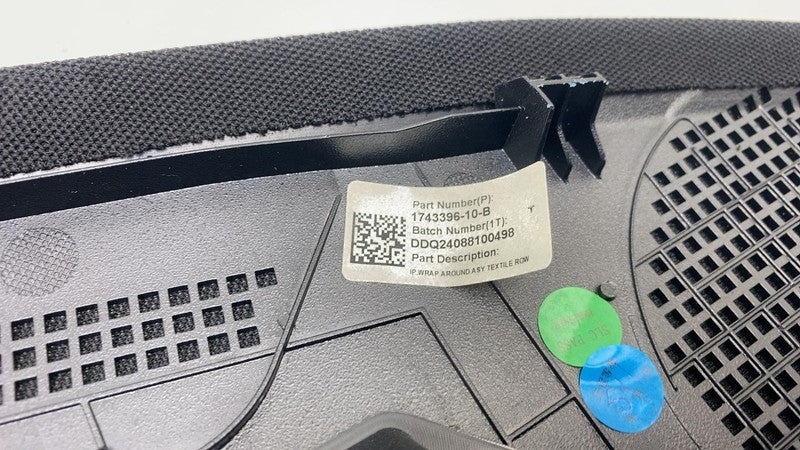 Part Number(P):
1743396-10-B
Batch Number(1T):
DDQ24088100498
Part Description:
IP,WRAP AROUND ASY TEXTILE ROW